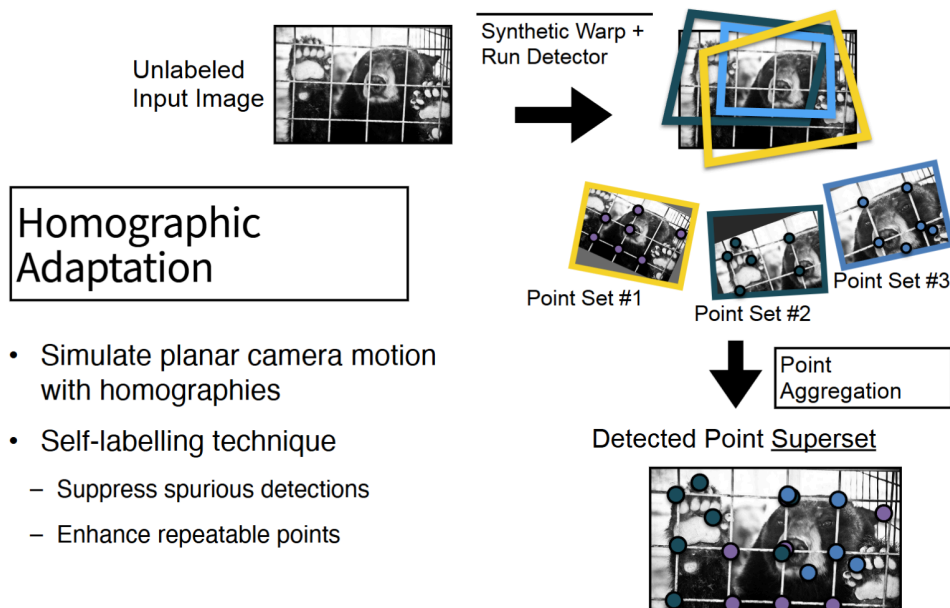 Unlabeled
Input Image
Synthetic Warp +
Run Detector
Homographic
Adaptation
Point Set #1
Point Set #2
Point Set #3
• Simulate planar camera motion
with homographies
• Self-labelling technique
– Suppress spurious detections
– Enhance repeatable points
Point
Aggregation
Detected Point Superset